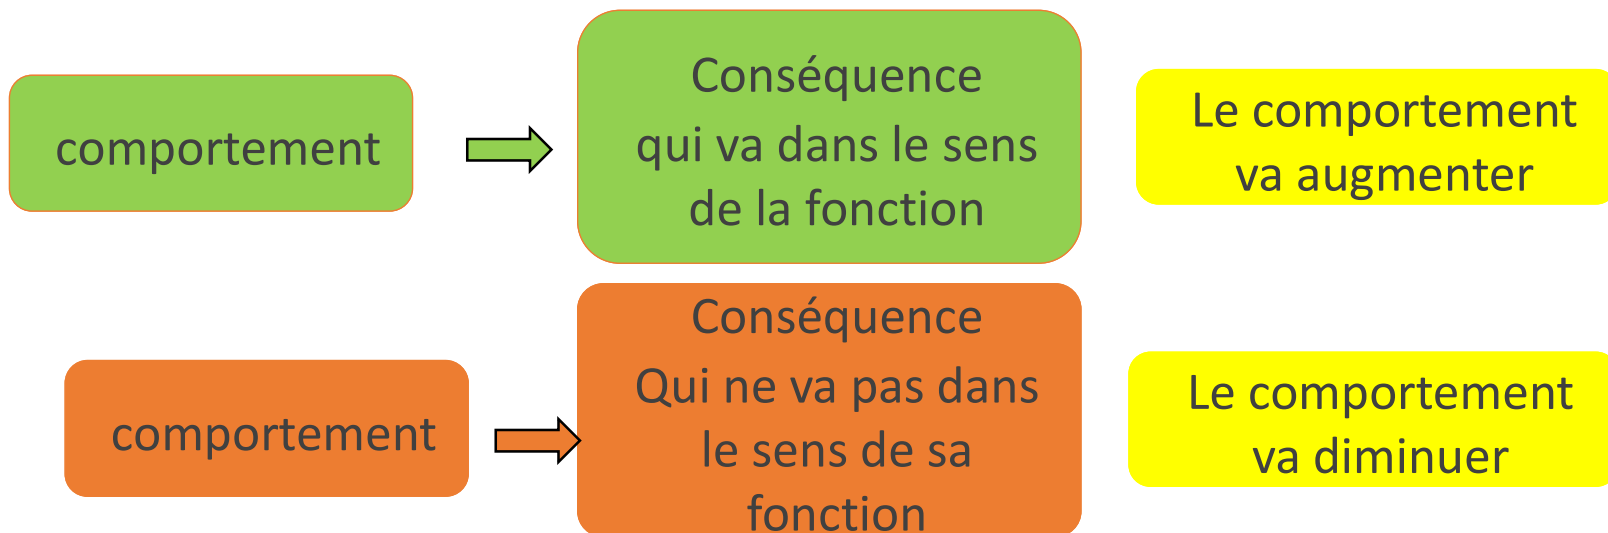 comportement
Conséquence
qui va dans le sens
de la fonction
Le comportement
va augmenter
comportement
Conséquence
Qui ne va pas dans
le sens de sa
fonction
Le comportement
va diminuer